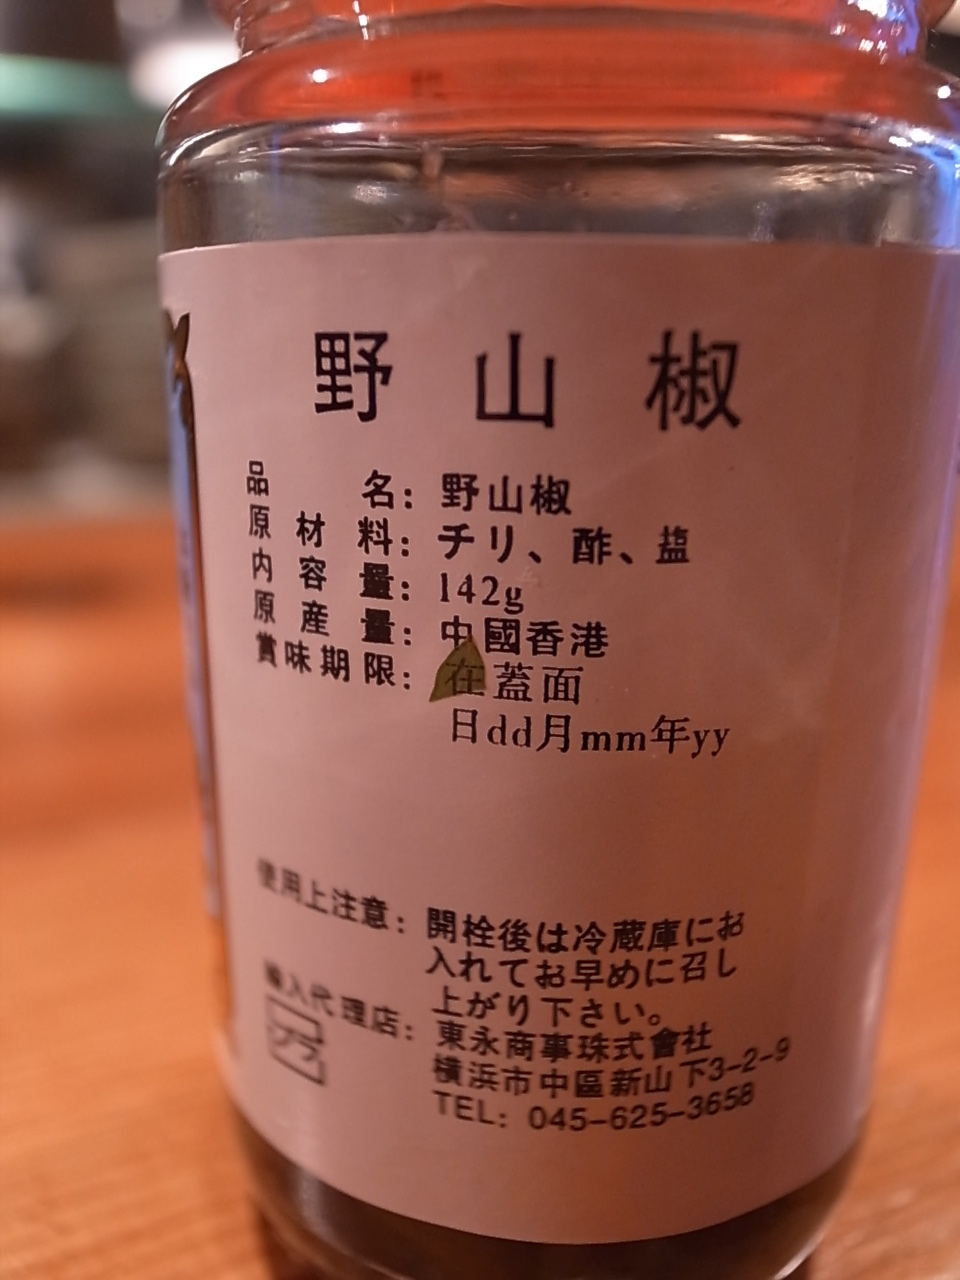 野山椒
品名：野山椒
原材料：チリ、酢、塩
内容量：142g
原産量：中國香港
賞味期限：在蓋面
日dd月mm年yy
使用上注意：開栓後は冷蔵庫にお
入れてお早めに召し
上がり下さい。
輸入代理店：東永商事珠式會社
横浜市中區新山下3-2-9
TEL: 045-625-3658
プラ